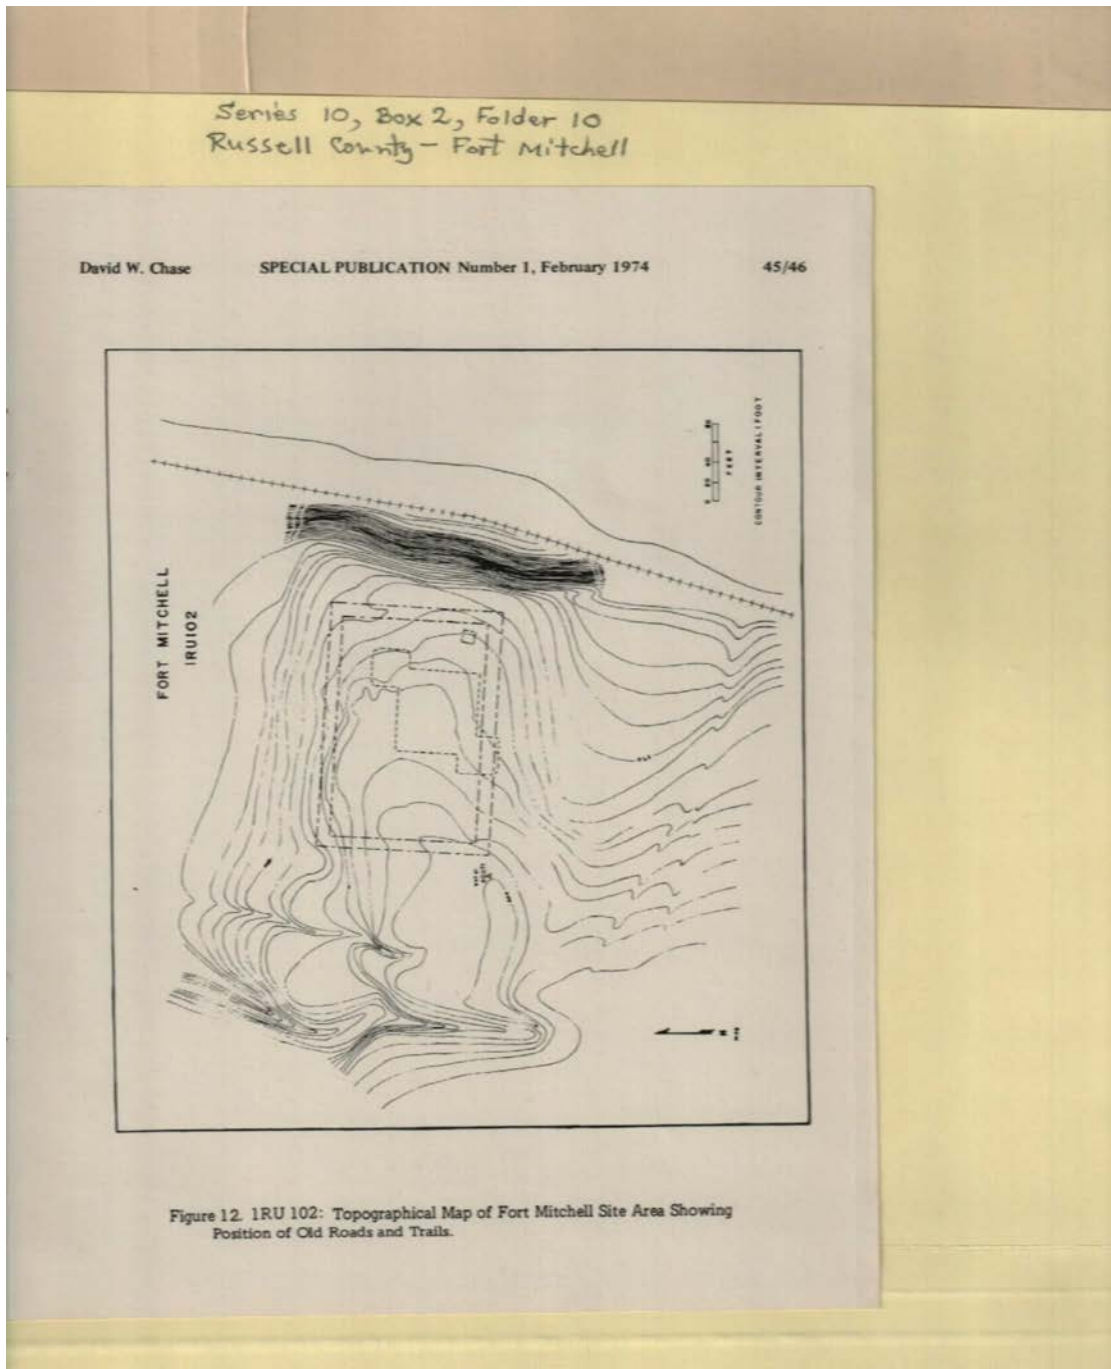 Series 10, Box 2, Folder 10
Russell County - Fort Mitchell
David W. Chase SPECIAL PUBLICATION Number 1, February 1974 45/46
FORT MITCHELL
1RU102
FEET
CONTOUR INTERVAL 1 FOOT
Figure 12. 1RU 102: Topographical Map of Fort Mitchell Site Area Showing
Position of Old Roads and Trails.